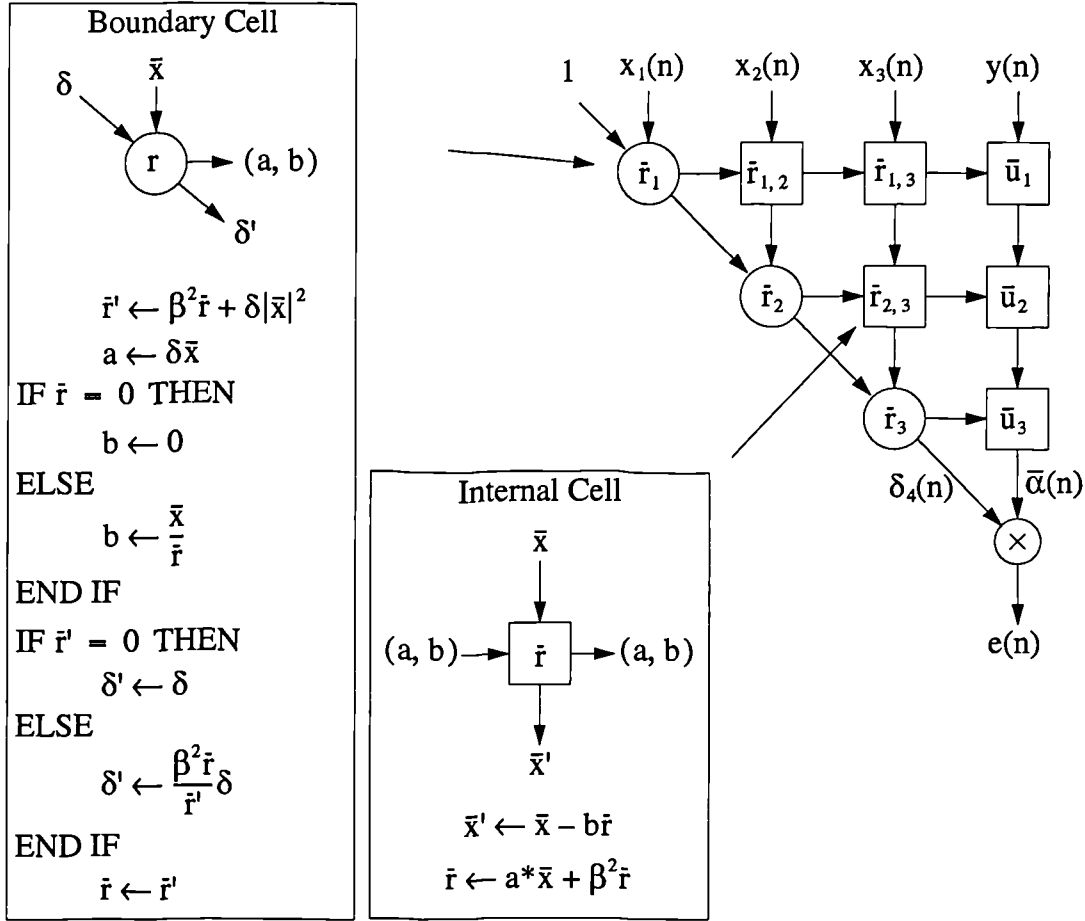 Boundary Cell
δ
x̄
r
(a, b)
δ'
r̄' ← β²r̄ + δ|x̄|²
a ← δx̄
IF r̄ = 0 THEN
b ← 0
ELSE
b ← x̄/r̄
END IF
IF r̄' = 0 THEN
δ' ← δ
ELSE
δ' ← β²r̄/r̄' δ
END IF
r̄ ← r̄'
1 x₁(n) x₂(n) x₃(n) y(n)
r̄₁ r̄₁,₂ r̄₁,₃ ū₁
r̄₂ r̄₂,₃ ū₂
r̄₃ ū₃
δ₄(n) ᾱ(n)
×
e(n)
Internal Cell
x̄
(a, b) r̄ (a, b)
x̄'
x̄' ← x̄ – br̄
r̄ ← a*x̄ + β²r̄